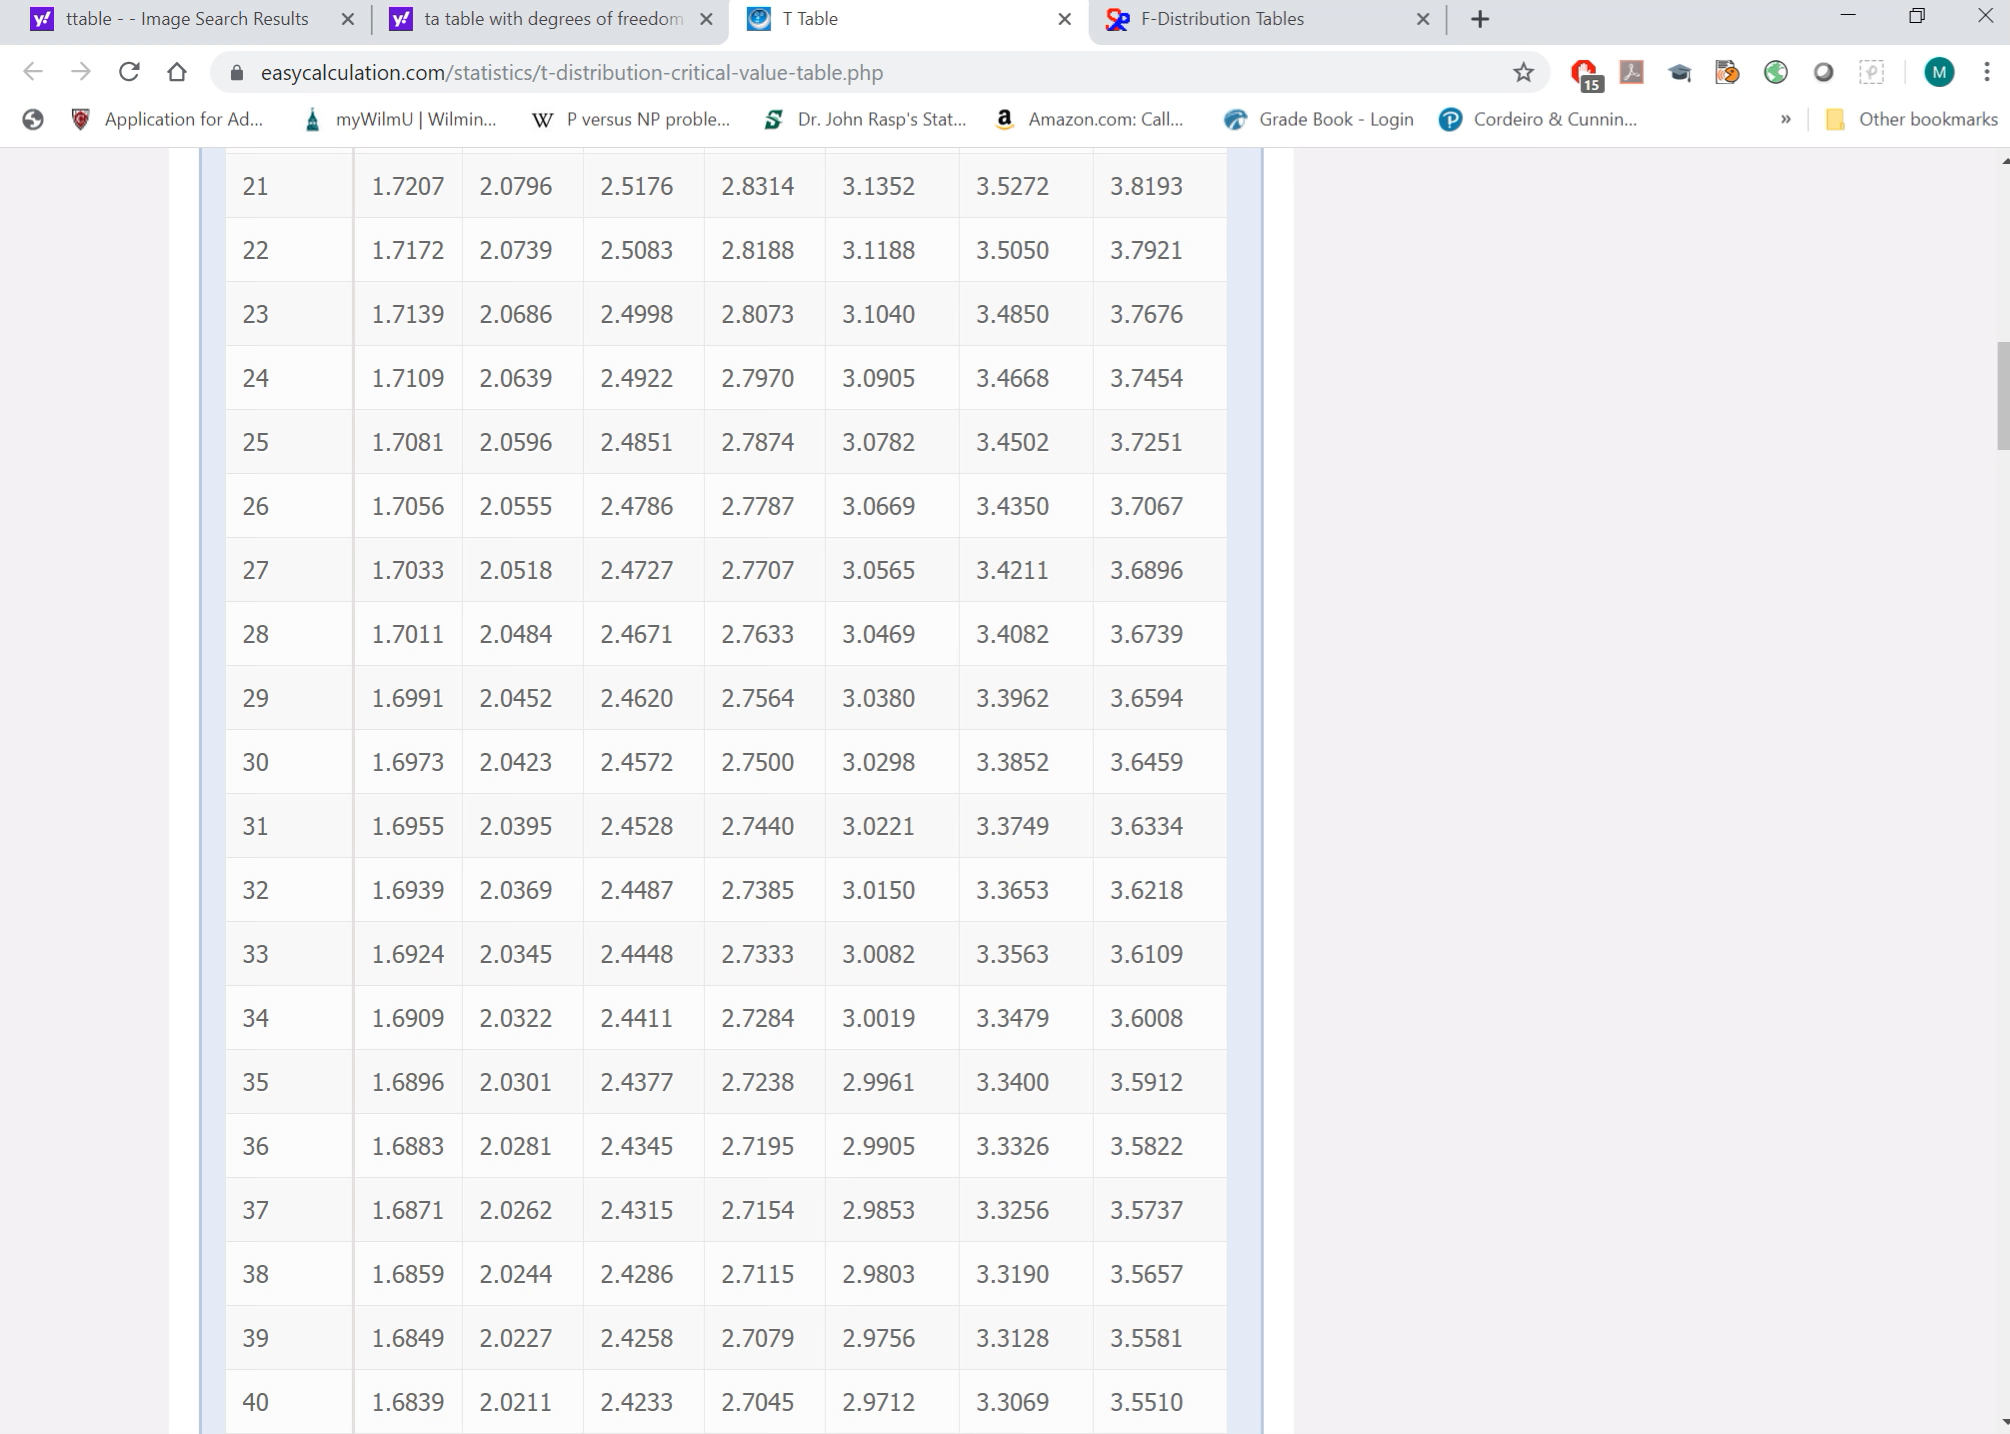 ttable - - Image Search Results
ta table with degrees of freedom
T Table
F-Distribution Tables
easycalculation.com/statistics/t-distribution-critical-value-table.php
15
M
Application for Ad...
myWilmU | Wilmin...
W P versus NP proble...
Dr. John Rasp's Stat...
a Amazon.com: Call...
Grade Book - Login
Cordeiro & Cunnin...
» Other bookmarks
21 1.7207 2.0796 2.5176 2.8314 3.1352 3.5272 3.8193
22 1.7172 2.0739 2.5083 2.8188 3.1188 3.5050 3.7921
23 1.7139 2.0686 2.4998 2.8073 3.1040 3.4850 3.7676
24 1.7109 2.0639 2.4922 2.7970 3.0905 3.4668 3.7454
25 1.7081 2.0596 2.4851 2.7874 3.0782 3.4502 3.7251
26 1.7056 2.0555 2.4786 2.7787 3.0669 3.4350 3.7067
27 1.7033 2.0518 2.4727 2.7707 3.0565 3.4211 3.6896
28 1.7011 2.0484 2.4671 2.7633 3.0469 3.4082 3.6739
29 1.6991 2.0452 2.4620 2.7564 3.0380 3.3962 3.6594
30 1.6973 2.0423 2.4572 2.7500 3.0298 3.3852 3.6459
31 1.6955 2.0395 2.4528 2.7440 3.0221 3.3749 3.6334
32 1.6939 2.0369 2.4487 2.7385 3.0150 3.3653 3.6218
33 1.6924 2.0345 2.4448 2.7333 3.0082 3.3563 3.6109
34 1.6909 2.0322 2.4411 2.7284 3.0019 3.3479 3.6008
35 1.6896 2.0301 2.4377 2.7238 2.9961 3.3400 3.5912
36 1.6883 2.0281 2.4345 2.7195 2.9905 3.3326 3.5822
37 1.6871 2.0262 2.4315 2.7154 2.9853 3.3256 3.5737
38 1.6859 2.0244 2.4286 2.7115 2.9803 3.3190 3.5657
39 1.6849 2.0227 2.4258 2.7079 2.9756 3.3128 3.5581
40 1.6839 2.0211 2.4233 2.7045 2.9712 3.3069 3.5510